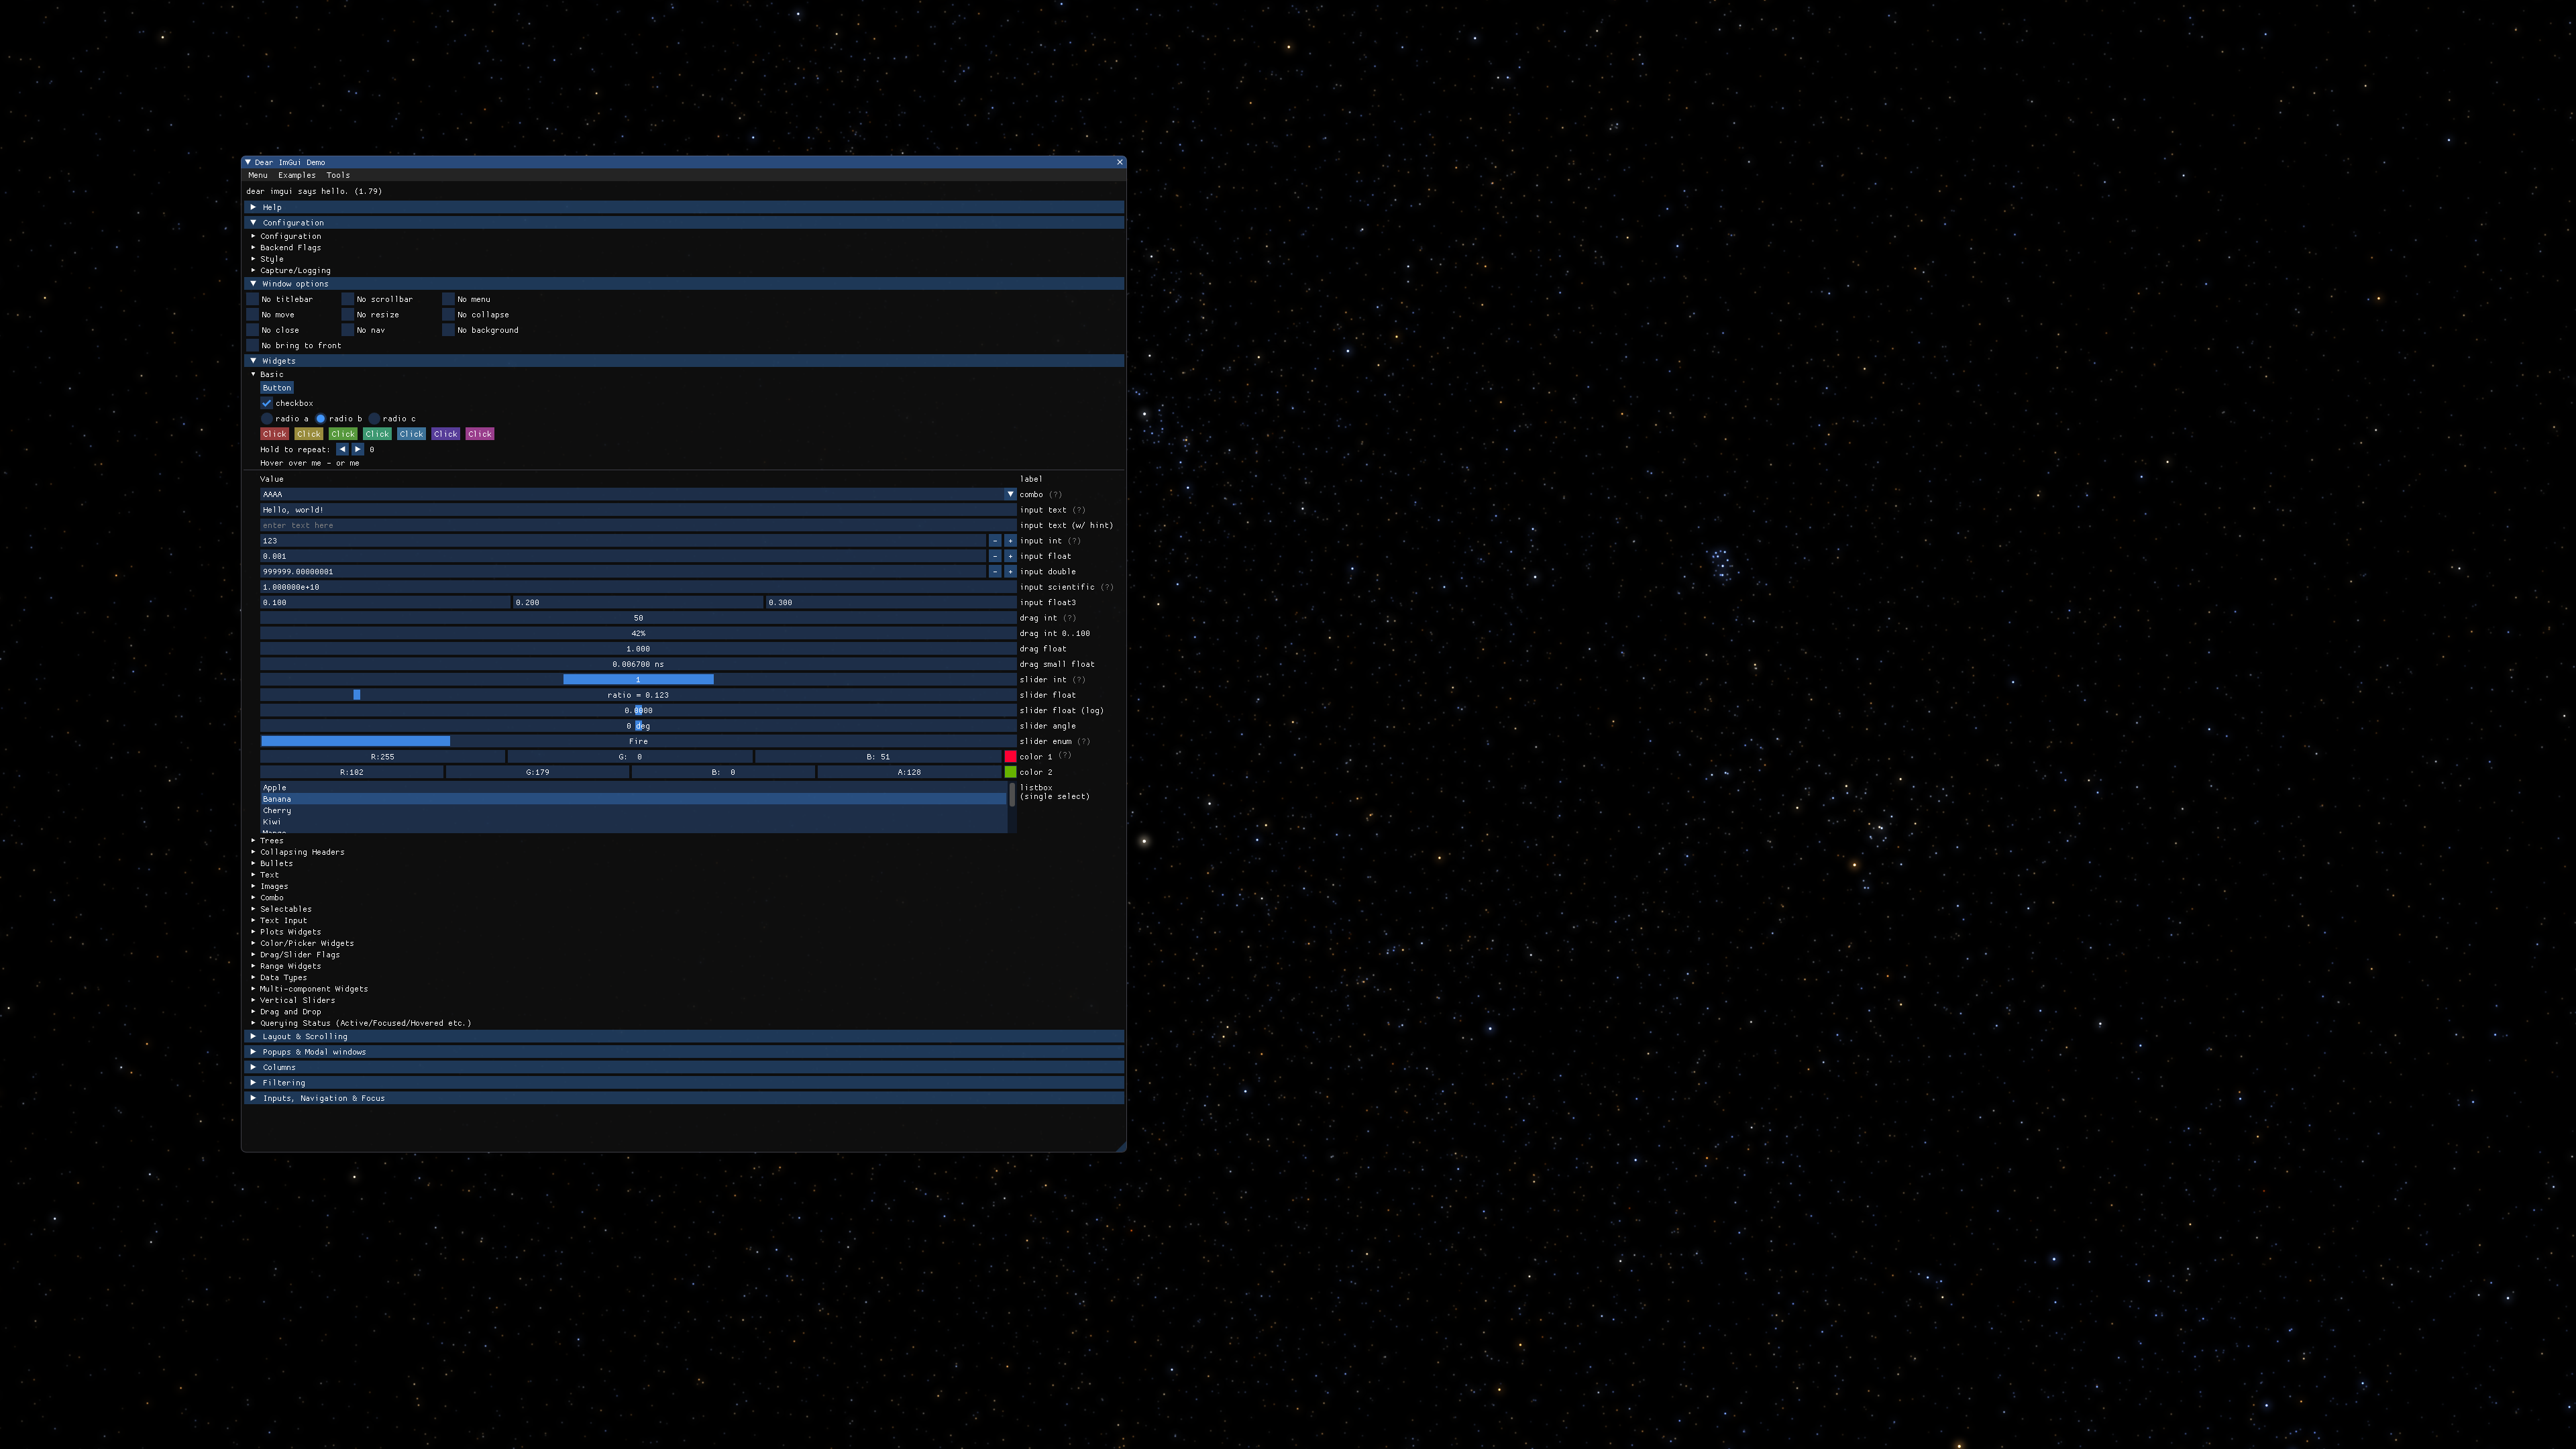 Dear ImGui Demo
Menu Examples Tools
dear imgui says hello. (1.79)
Help
Configuration
Configuration
Backend Flags
Style
Capture/Logging
Window options
No titlebar No scrollbar No menu
No move No resize No collapse
No close No nav No background
No bring to front
Widgets
Basic
Button
checkbox
radio a radio b radio c
Click Click Click Click Click Click Click
Hold to repeat: 0
Hover over me - or me
Value label
AAAA combo (?)
Hello, world! input text (?)
enter text here input text (w/ hint)
123 - + input int (?)
0.001 - + input float
999999.00000001 - + input double
1.000000e+10 input scientific (?)
0.100 0.200 0.300 input float3
50 drag int (?)
42% drag int 0..100
1.000 drag float
0.006700 ns drag small float
1 slider int (?)
ratio = 0.123 slider float
0.0000 slider float (log)
0 deg slider angle
Fire slider enum (?)
R:255 G: 0 B: 51 color 1 (?)
R:102 G:179 B: 0 A:128 color 2
Apple listbox
Banana (single select)
Cherry
Kiwi
Mango
Trees
Collapsing Headers
Bullets
Text
Images
Combo
Selectables
Text Input
Plots Widgets
Color/Picker Widgets
Drag/Slider Flags
Range Widgets
Data Types
Multi-component Widgets
Vertical Sliders
Drag and Drop
Querying Status (Active/Focused/Hovered etc.)
Layout & Scrolling
Popups & Modal windows
Columns
Filtering
Inputs, Navigation & Focus